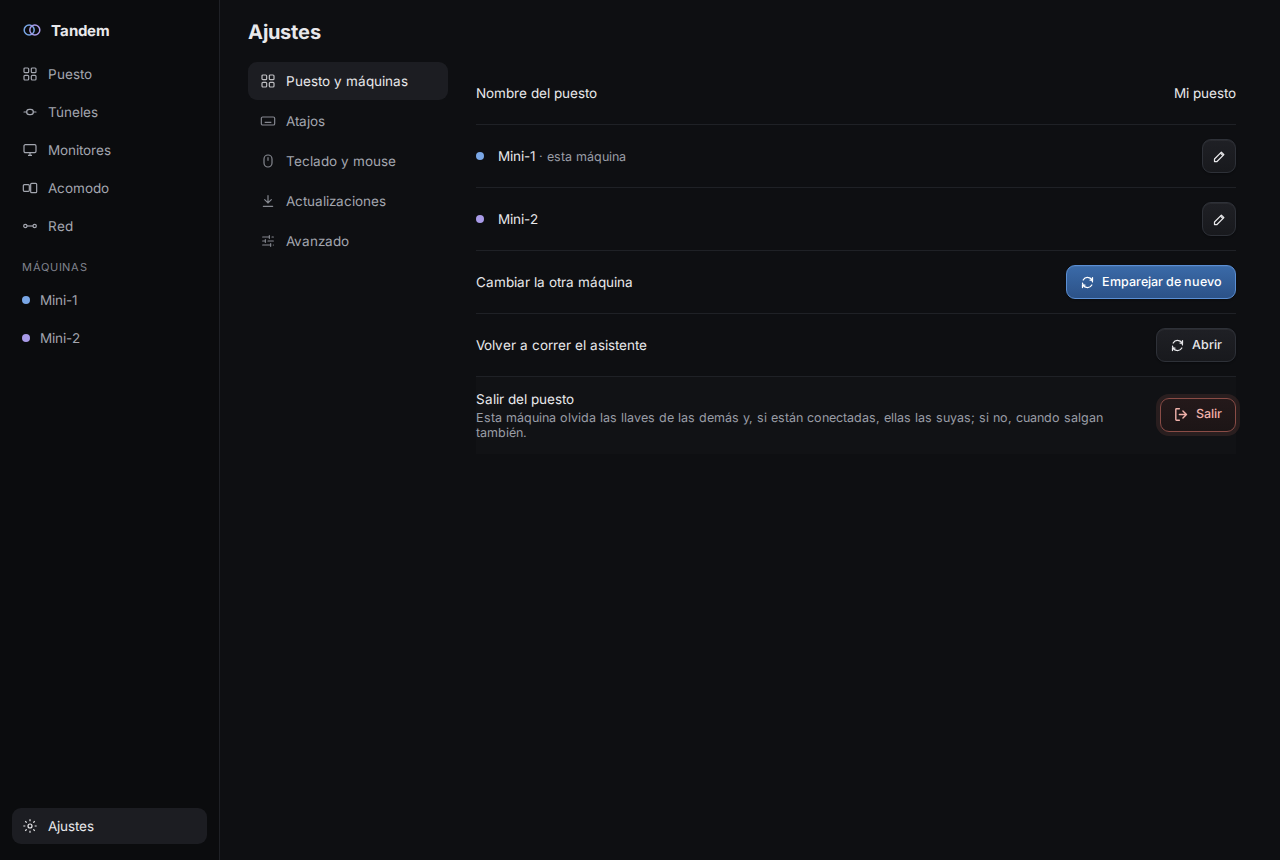 Tandem
Puesto
Túneles
Monitores
Acomodo
Red
MÁQUINAS
Mini-1
Mini-2
Ajustes
Ajustes
Puesto y máquinas
Atajos
Teclado y mouse
Actualizaciones
Avanzado
Nombre del puesto
Mi puesto
Mini-1 · esta máquina
Mini-2
Cambiar la otra máquina
Emparejar de nuevo
Volver a correr el asistente
Abrir
Salir del puesto
Esta máquina olvida las llaves de las demás y, si están conectadas, ellas las suyas; si no, cuando salgan
también.
Salir